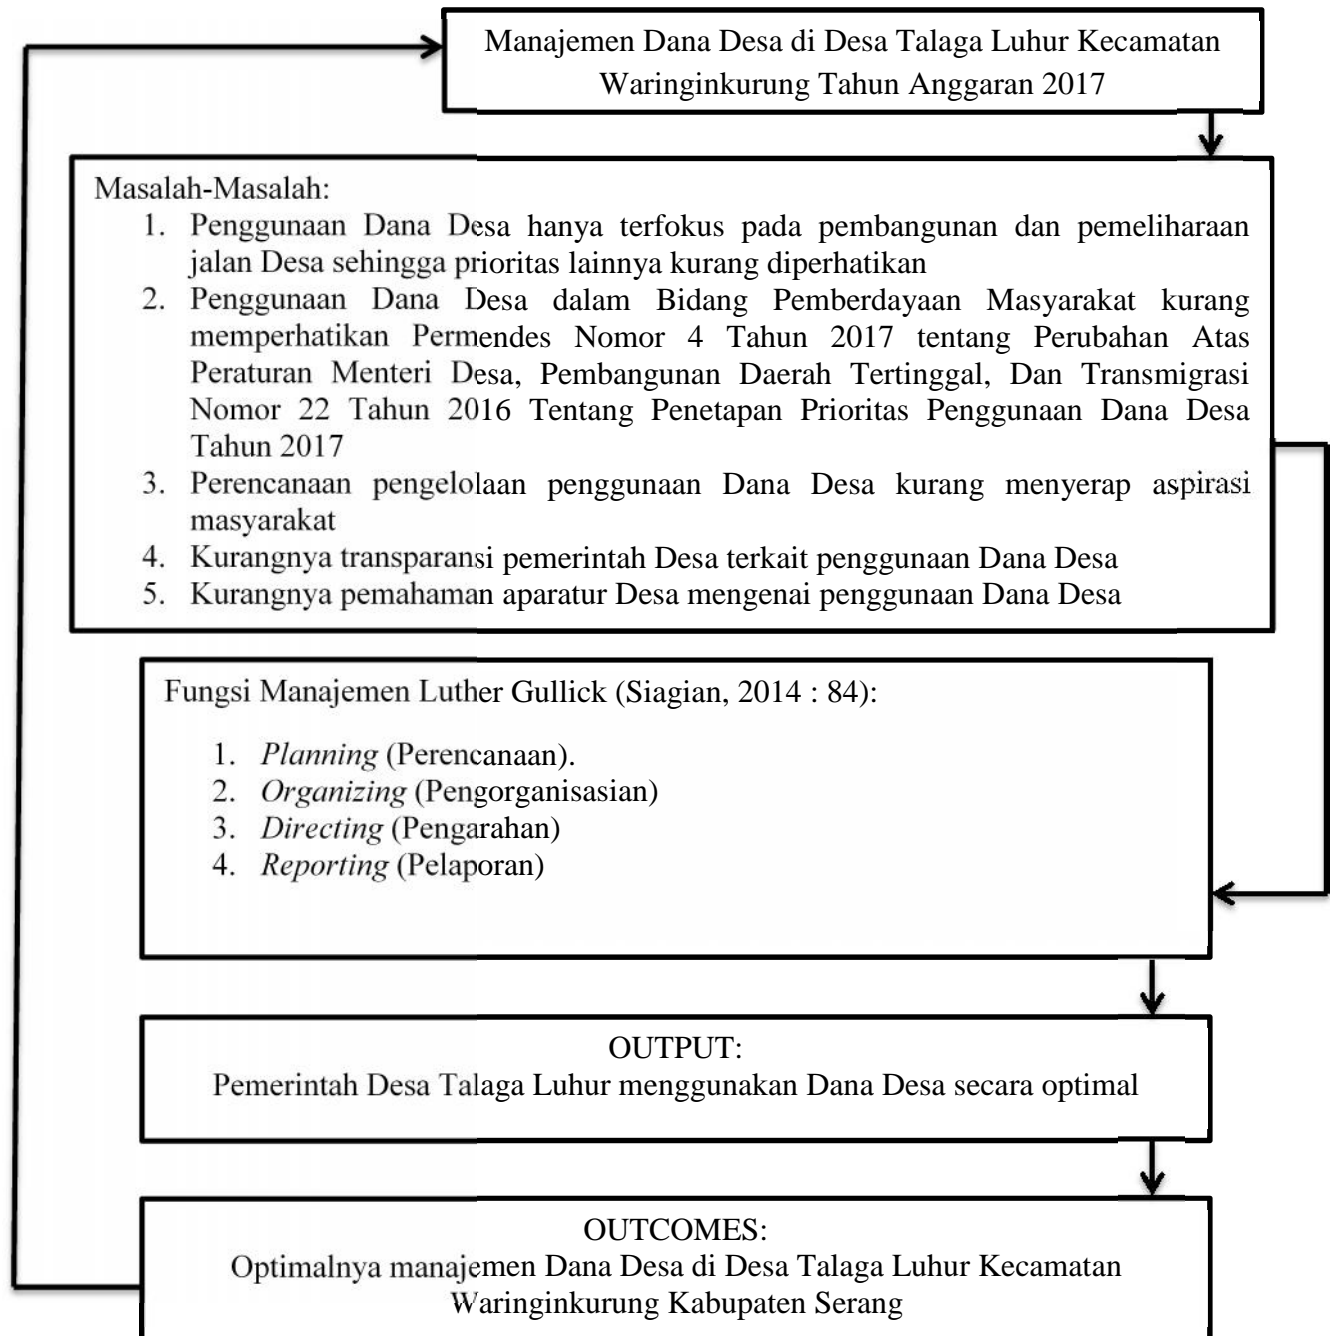 Manajemen Dana Desa di Desa Talaga Luhur Kecamatan
Waringinkurung Tahun Anggaran 2017
Masalah-Masalah:
1. Penggunaan Dana Desa hanya terfokus pada pembangunan dan pemeliharaan
jalan Desa sehingga prioritas lainnya kurang diperhatikan
2. Penggunaan Dana Desa dalam Bidang Pemberdayaan Masyarakat kurang
memperhatikan Permendes Nomor 4 Tahun 2017 tentang Perubahan Atas
Peraturan Menteri Desa, Pembangunan Daerah Tertinggal, Dan Transmigrasi
Nomor 22 Tahun 2016 Tentang Penetapan Prioritas Penggunaan Dana Desa
Tahun 2017
3. Perencanaan pengelolaan penggunaan Dana Desa kurang menyerap aspirasi
masyarakat
4. Kurangnya transparansi pemerintah Desa terkait penggunaan Dana Desa
5. Kurangnya pemahaman aparatur Desa mengenai penggunaan Dana Desa
Fungsi Manajemen Luther Gullick (Siagian, 2014 : 84):
1. Planning (Perencanaan).
2. Organizing (Pengorganisasian)
3. Directing (Pengarahan)
4. Reporting (Pelaporan)
OUTPUT:
Pemerintah Desa Talaga Luhur menggunakan Dana Desa secara optimal
OUTCOMES:
Optimalnya manajemen Dana Desa di Desa Talaga Luhur Kecamatan
Waringinkurung Kabupaten Serang